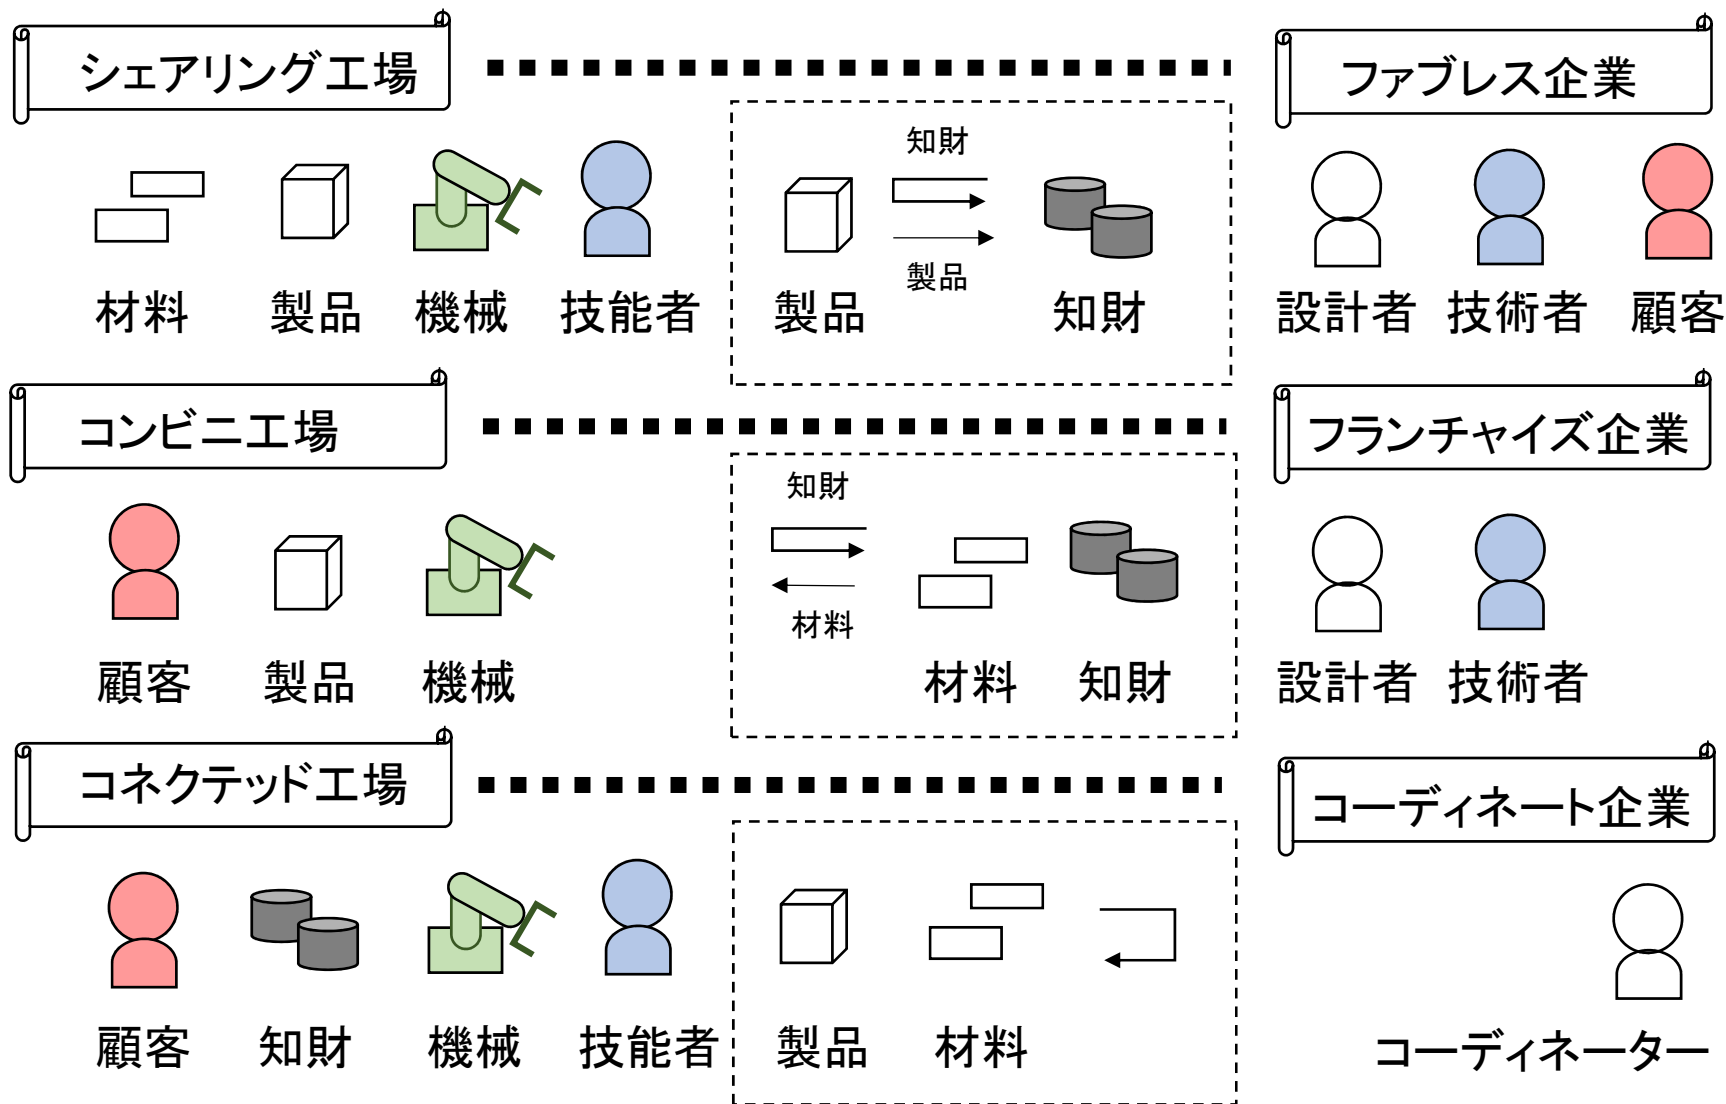 シェアリング工場
ファブレス企業
知財
製品
材料 製品 機械 技能者 製品 知財 設計者 技術者 顧客
コンビニ工場
フランチャイズ企業
知財
材料
顧客 製品 機械 材料 知財 設計者 技術者
コネクテッド工場
コーディネート企業
顧客 知財 機械 技能者 製品 材料 コーディネーター